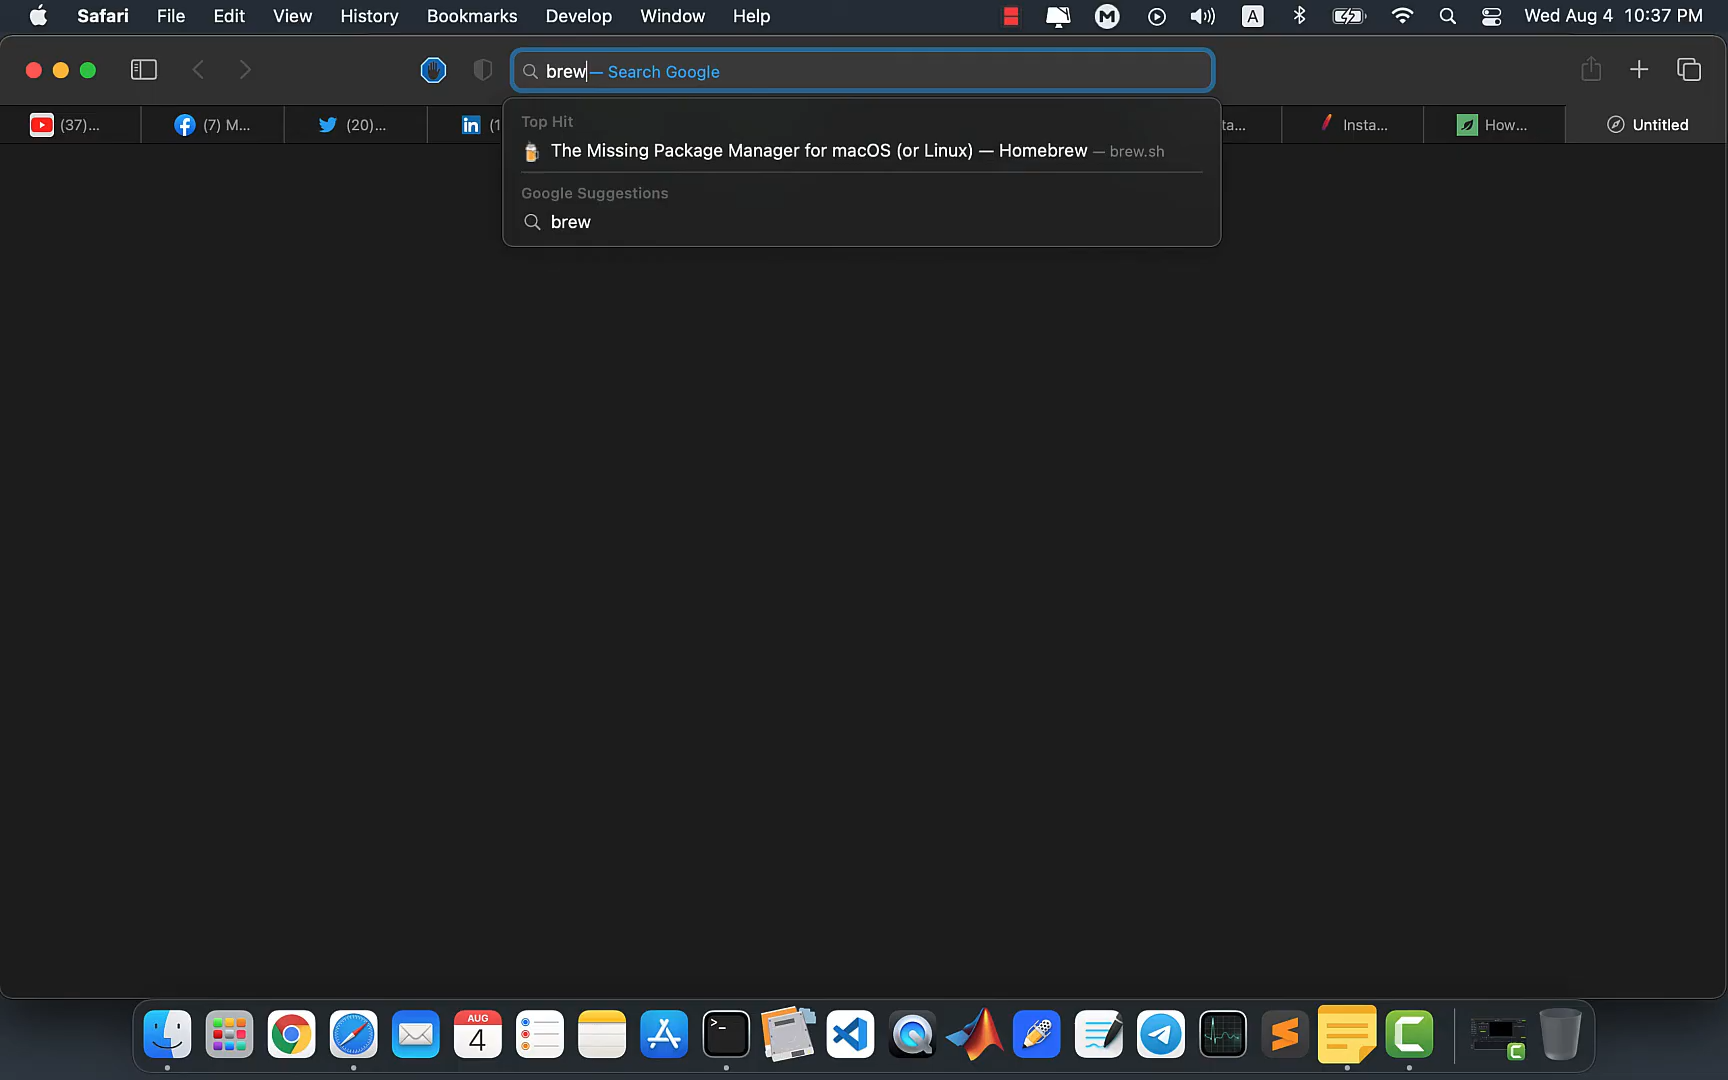 Safari File Edit View History Bookmarks Develop Window Help M A Wed Aug 4 10:37 PM
brew — Search Google
(37)... (7) M... (20)... in (1 ta... Insta... How... Untitled
Top Hit
The Missing Package Manager for macOS (or Linux) — Homebrew — brew.sh
Google Suggestions
brew
AUG
4